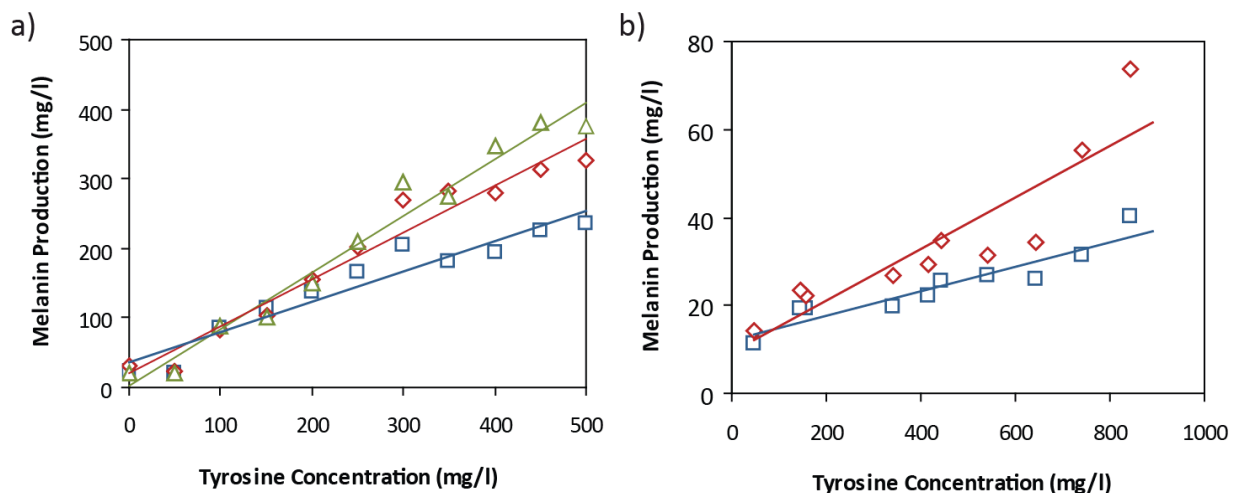 a)
500
400
300
200
100
0
Melanin Production (mg/l)
0 100 200 300 400 500
Tyrosine Concentration (mg/l)
b)
80
60
40
20
0
Melanin Production (mg/l)
0 200 400 600 800 1000
Tyrosine Concentration (mg/l)